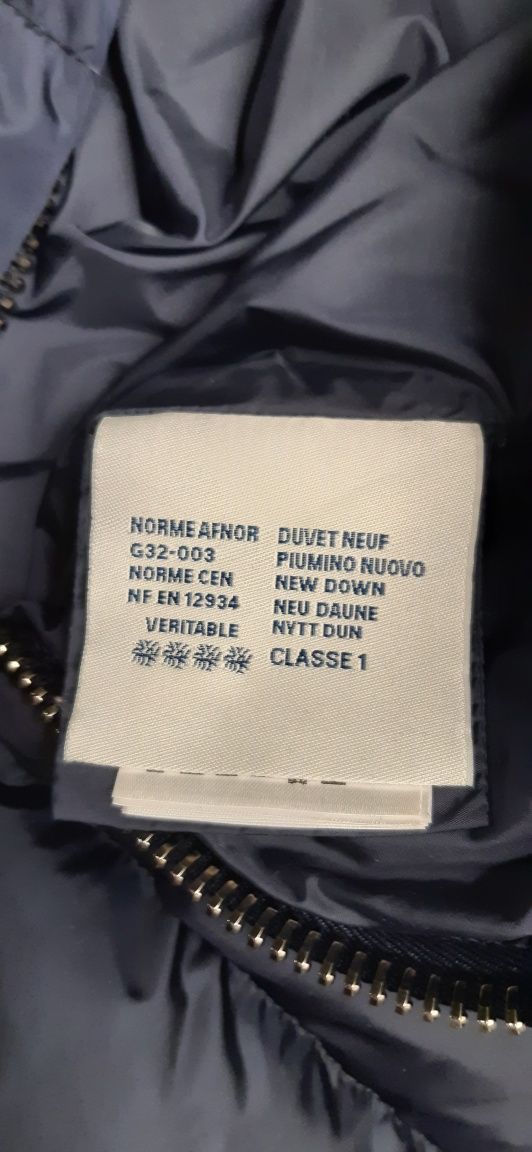 NORME AFNOR
G32-003
NORME CEN
NF EN 12934
VERITABLE
DUVET NEUF
PIUMINO NUOVO
NEW DOWN
NEU DAUNE
NYTT DUN
CLASSE 1